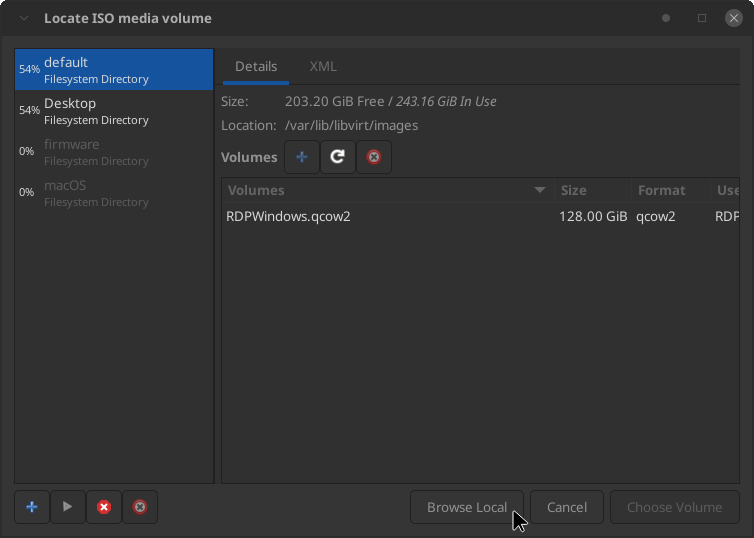 Locate ISO media volume
54% default
Filesystem Directory
54% Desktop
Filesystem Directory
0% firmware
Filesystem Directory
0% macOS
Filesystem Directory
Details XML
Size: 203.20 GiB Free / 243.16 GiB In Use
Location: /var/lib/libvirt/images
Volumes
Volumes Size Format Use
RDPWindows.qcow2 128.00 GiB qcow2 RDP
Browse Local Cancel Choose Volume